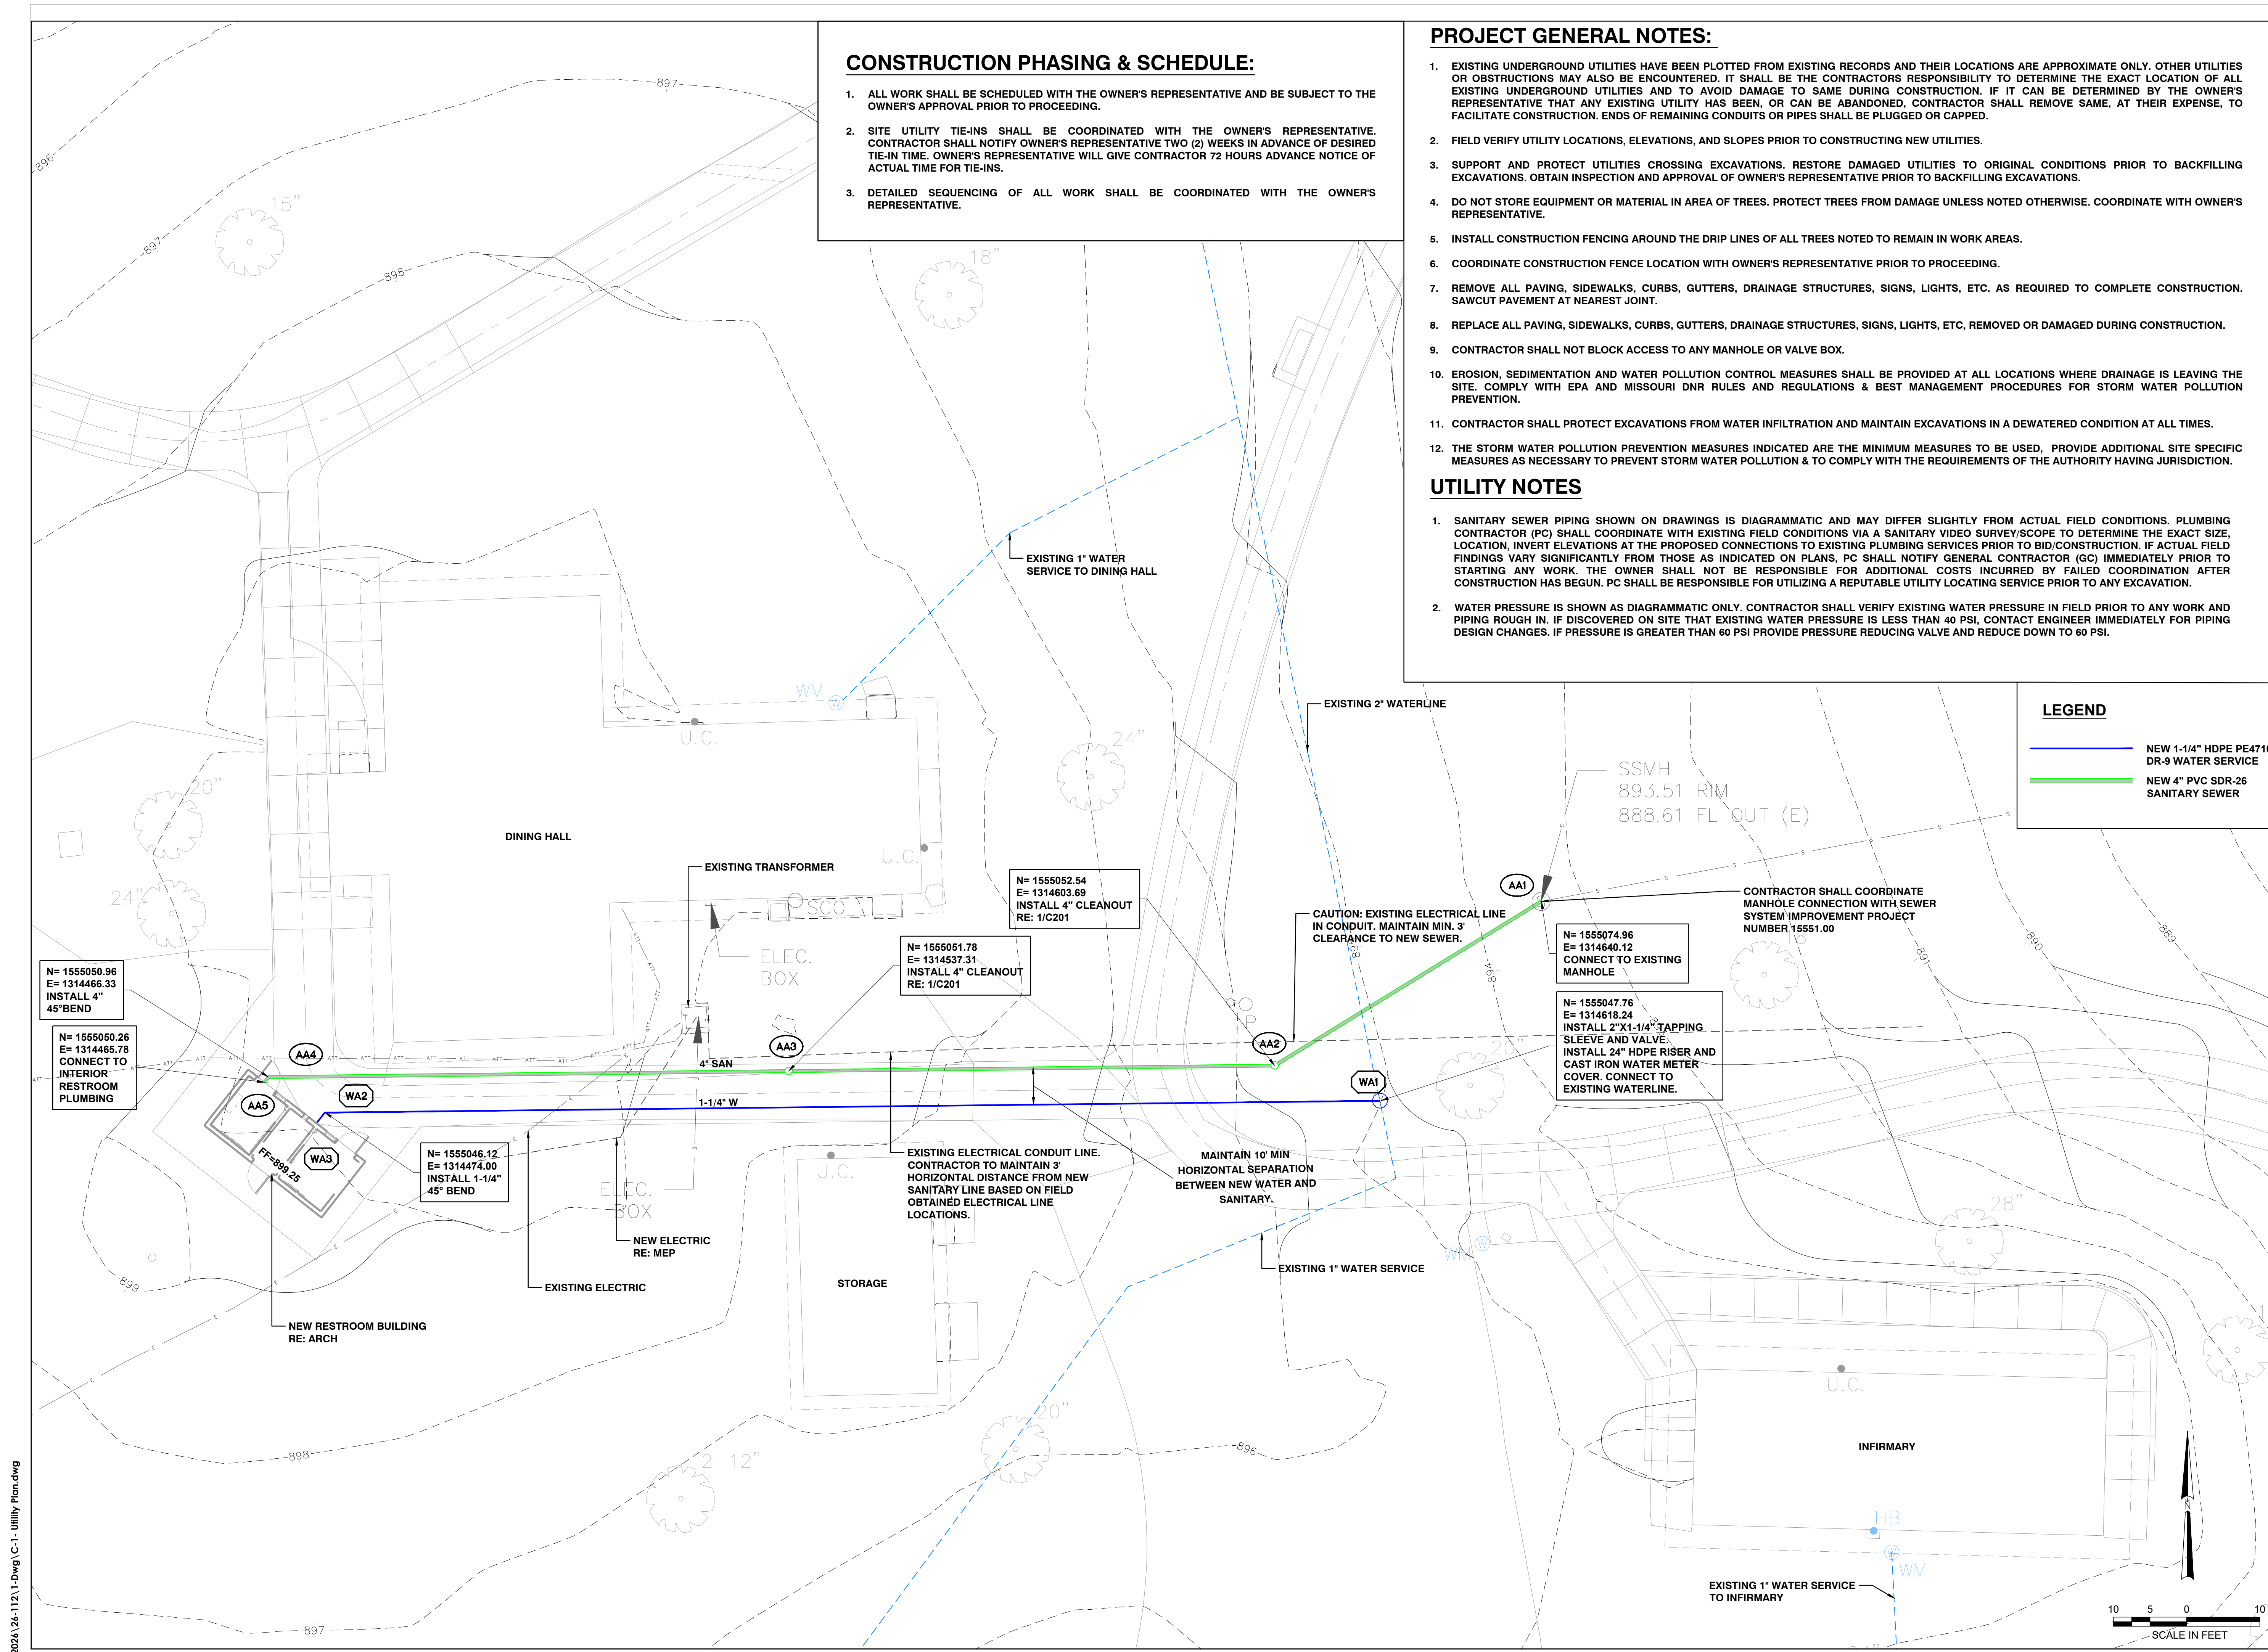 CONSTRUCTION PHASING & SCHEDULE:
1. ALL WORK SHALL BE SCHEDULED WITH THE OWNER'S REPRESENTATIVE AND BE SUBJECT TO THE
OWNER'S APPROVAL PRIOR TO PROCEEDING.
2. SITE UTILITY TIE-INS SHALL BE COORDINATED WITH THE OWNER'S REPRESENTATIVE.
CONTRACTOR SHALL NOTIFY OWNER'S REPRESENTATIVE TWO (2) WEEKS IN ADVANCE OF DESIRED
TIE-IN TIME. OWNER'S REPRESENTATIVE WILL GIVE CONTRACTOR 72 HOURS ADVANCE NOTICE OF
ACTUAL TIME FOR TIE-INS.
3. DETAILED SEQUENCING OF ALL WORK SHALL BE COORDINATED WITH THE OWNER'S
REPRESENTATIVE.
PROJECT GENERAL NOTES:
1. EXISTING UNDERGROUND UTILITIES HAVE BEEN PLOTTED FROM EXISTING RECORDS AND THEIR LOCATIONS ARE APPROXIMATE ONLY. OTHER UTILITIES
OR OBSTRUCTIONS MAY ALSO BE ENCOUNTERED. IT SHALL BE THE CONTRACTORS RESPONSIBILITY TO DETERMINE THE EXACT LOCATION OF ALL
EXISTING UNDERGROUND UTILITIES AND TO AVOID DAMAGE TO SAME DURING CONSTRUCTION. IF IT CAN BE DETERMINED BY THE OWNER'S
REPRESENTATIVE THAT ANY EXISTING UTILITY HAS BEEN, OR CAN BE ABANDONED, CONTRACTOR SHALL REMOVE SAME, AT THEIR EXPENSE, TO
FACILITATE CONSTRUCTION. ENDS OF REMAINING CONDUITS OR PIPES SHALL BE PLUGGED OR CAPPED.
2. FIELD VERIFY UTILITY LOCATIONS, ELEVATIONS, AND SLOPES PRIOR TO CONSTRUCTING NEW UTILITIES.
3. SUPPORT AND PROTECT UTILITIES CROSSING EXCAVATIONS. RESTORE DAMAGED UTILITIES TO ORIGINAL CONDITIONS PRIOR TO BACKFILLING
EXCAVATIONS. OBTAIN INSPECTION AND APPROVAL OF OWNER'S REPRESENTATIVE PRIOR TO BACKFILLING EXCAVATIONS.
4. DO NOT STORE EQUIPMENT OR MATERIAL IN AREA OF TREES. PROTECT TREES FROM DAMAGE UNLESS NOTED OTHERWISE. COORDINATE WITH OWNER'S
REPRESENTATIVE.
5. INSTALL CONSTRUCTION FENCING AROUND THE DRIP LINES OF ALL TREES NOTED TO REMAIN IN WORK AREAS.
6. COORDINATE CONSTRUCTION FENCE LOCATION WITH OWNER'S REPRESENTATIVE PRIOR TO PROCEEDING.
7. REMOVE ALL PAVING, SIDEWALKS, CURBS, GUTTERS, DRAINAGE STRUCTURES, SIGNS, LIGHTS, ETC. AS REQUIRED TO COMPLETE CONSTRUCTION.
SAWCUT PAVEMENT AT NEAREST JOINT.
8. REPLACE ALL PAVING, SIDEWALKS, CURBS, GUTTERS, DRAINAGE STRUCTURES, SIGNS, LIGHTS, ETC, REMOVED OR DAMAGED DURING CONSTRUCTION.
9. CONTRACTOR SHALL NOT BLOCK ACCESS TO ANY MANHOLE OR VALVE BOX.
10. EROSION, SEDIMENTATION AND WATER POLLUTION CONTROL MEASURES SHALL BE PROVIDED AT ALL LOCATIONS WHERE DRAINAGE IS LEAVING THE
SITE. COMPLY WITH EPA AND MISSOURI DNR RULES AND REGULATIONS & BEST MANAGEMENT PROCEDURES FOR STORM WATER POLLUTION
PREVENTION.
11. CONTRACTOR SHALL PROTECT EXCAVATIONS FROM WATER INFILTRATION AND MAINTAIN EXCAVATIONS IN A DEWATERED CONDITION AT ALL TIMES.
12. THE STORM WATER POLLUTION PREVENTION MEASURES INDICATED ARE THE MINIMUM MEASURES TO BE USED, PROVIDE ADDITIONAL SITE SPECIFIC
MEASURES AS NECESSARY TO PREVENT STORM WATER POLLUTION & TO COMPLY WITH THE REQUIREMENTS OF THE AUTHORITY HAVING JURISDICTION.
UTILITY NOTES
1. SANITARY SEWER PIPING SHOWN ON DRAWINGS IS DIAGRAMMATIC AND MAY DIFFER SLIGHTLY FROM ACTUAL FIELD CONDITIONS. PLUMBING
CONTRACTOR (PC) SHALL COORDINATE WITH EXISTING FIELD CONDITIONS VIA A SANITARY VIDEO SURVEY/SCOPE TO DETERMINE THE EXACT SIZE,
LOCATION, INVERT ELEVATIONS AT THE PROPOSED CONNECTIONS TO EXISTING PLUMBING SERVICES PRIOR TO BID/CONSTRUCTION. IF ACTUAL FIELD
FINDINGS VARY SIGNIFICANTLY FROM THOSE AS INDICATED ON PLANS, PC SHALL NOTIFY GENERAL CONTRACTOR (GC) IMMEDIATELY PRIOR TO
STARTING ANY WORK. THE OWNER SHALL NOT BE RESPONSIBLE FOR ADDITIONAL COSTS INCURRED BY FAILED COORDINATION AFTER
CONSTRUCTION HAS BEGUN. PC SHALL BE RESPONSIBLE FOR UTILIZING A REPUTABLE UTILITY LOCATING SERVICE PRIOR TO ANY EXCAVATION.
2. WATER PRESSURE IS SHOWN AS DIAGRAMMATIC ONLY. CONTRACTOR SHALL VERIFY EXISTING WATER PRESSURE IN FIELD PRIOR TO ANY WORK AND
PIPING ROUGH IN. IF DISCOVERED ON SITE THAT EXISTING WATER PRESSURE IS LESS THAN 40 PSI, CONTACT ENGINEER IMMEDIATELY FOR PIPING
DESIGN CHANGES. IF PRESSURE IS GREATER THAN 60 PSI PROVIDE PRESSURE REDUCING VALVE AND REDUCE DOWN TO 60 PSI.
LEGEND
NEW 1-1/4" HDPE PE4710
DR-9 WATER SERVICE
NEW 4" PVC SDR-26
SANITARY SEWER
897
896
15"
897
898
18"
EXISTING 1" WATER
SERVICE TO DINING HALL
WM
W
U.C.
24"
EXISTING 2" WATERLINE
SSMH
893.51 RIM
888.61 FL OUT (E)
20"
DINING HALL
U.C.
EXISTING TRANSFORMER
24"
SCO
ELEC.
BOX
N= 1555052.54
E= 1314603.69
INSTALL 4" CLEANOUT
RE: 1/C201
N= 1555051.78
E= 1314537.31
INSTALL 4" CLEANOUT
RE: 1/C201
CAUTION: EXISTING ELECTRICAL LINE
IN CONDUIT. MAINTAIN MIN. 3'
CLEARANCE TO NEW SEWER.
893
894
AA1
CONTRACTOR SHALL COORDINATE
MANHOLE CONNECTION WITH SEWER
SYSTEM IMPROVEMENT PROJECT
NUMBER 15551.00
N= 1555074.96
E= 1314640.12
CONNECT TO EXISTING
MANHOLE
891
890
889
N= 1555050.96
E= 1314466.33
INSTALL 4"
45°BEND
N= 1555050.26
E= 1314465.78
CONNECT TO
INTERIOR
RESTROOM
PLUMBING
N= 1555047.76
E= 1314618.24
INSTALL 2"X1-1/4" TAPPING
SLEEVE AND VALVE.
INSTALL 24" HDPE RISER AND
CAST IRON WATER METER
COVER. CONNECT TO
EXISTING WATERLINE.
LP
AA4
AA3
AA2
4" SAN
20"
WA1
WA2
AA5
1-1/4" W
WA3
FF=899.25
N= 1555046.12
E= 1314474.00
INSTALL 1-1/4"
45° BEND
ELEC.
BOX
U.C.
EXISTING ELECTRICAL CONDUIT LINE.
CONTRACTOR TO MAINTAIN 3'
HORIZONTAL DISTANCE FROM NEW
SANITARY LINE BASED ON FIELD
OBTAINED ELECTRICAL LINE
LOCATIONS.
MAINTAIN 10' MIN
HORIZONTAL SEPARATION
BETWEEN NEW WATER AND
SANITARY.
NEW ELECTRIC
RE: MEP
EXISTING ELECTRIC
STORAGE
EXISTING 1" WATER SERVICE
WM
W
28"
899
NEW RESTROOM BUILDING
RE: ARCH
U.C.
20"
896
898
2-12"
INFIRMARY
HB
W
WM
EXISTING 1" WATER SERVICE
TO INFIRMARY
897
N
10 5 0 10
SCALE IN FEET
2026\26-112\1-Dwg\C-1- Utility Plan.dwg